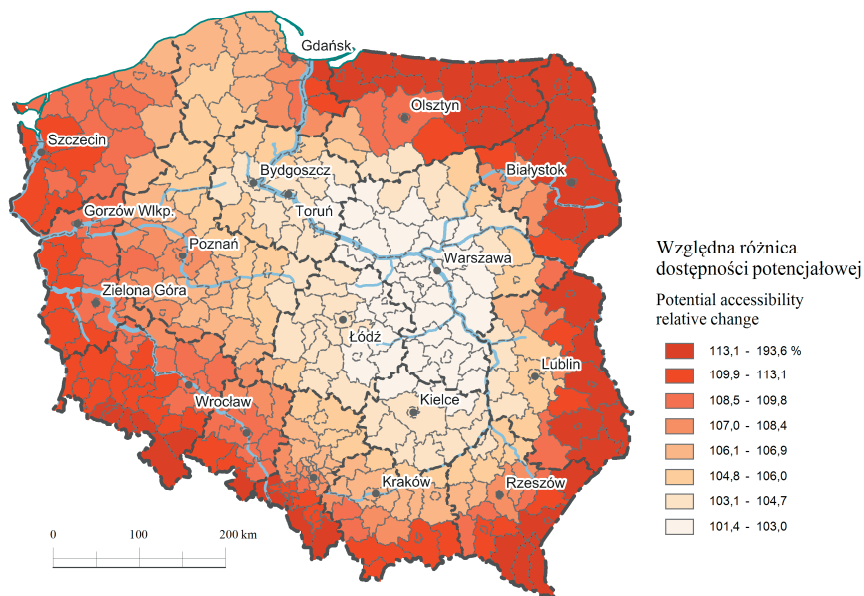 Gdańsk
Olsztyn
Szczecin
Białystok
Bydgoszcz
Toruń
Gorzów Wlkp.
Poznań
Warszawa
Zielona Góra
Łódź
Lublin
Wrocław
Kielce
Kraków
Rzeszów
0 100 200 km
Względna różnica
dostępności potencjałowej
Potential accessibility
relative change
113,1 - 193,6 %
109,9 - 113,1
108,5 - 109,8
107,0 - 108,4
106,1 - 106,9
104,8 - 106,0
103,1 - 104,7
101,4 - 103,0